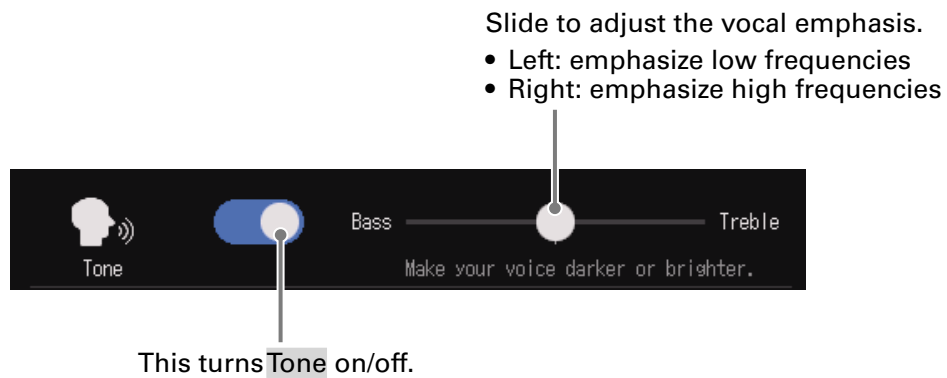 Slide to adjust the vocal emphasis.
• Left: emphasize low frequencies
• Right: emphasize high frequencies
Bass Treble
Tone Make your voice darker or brighter.
This turns Tone on/off.